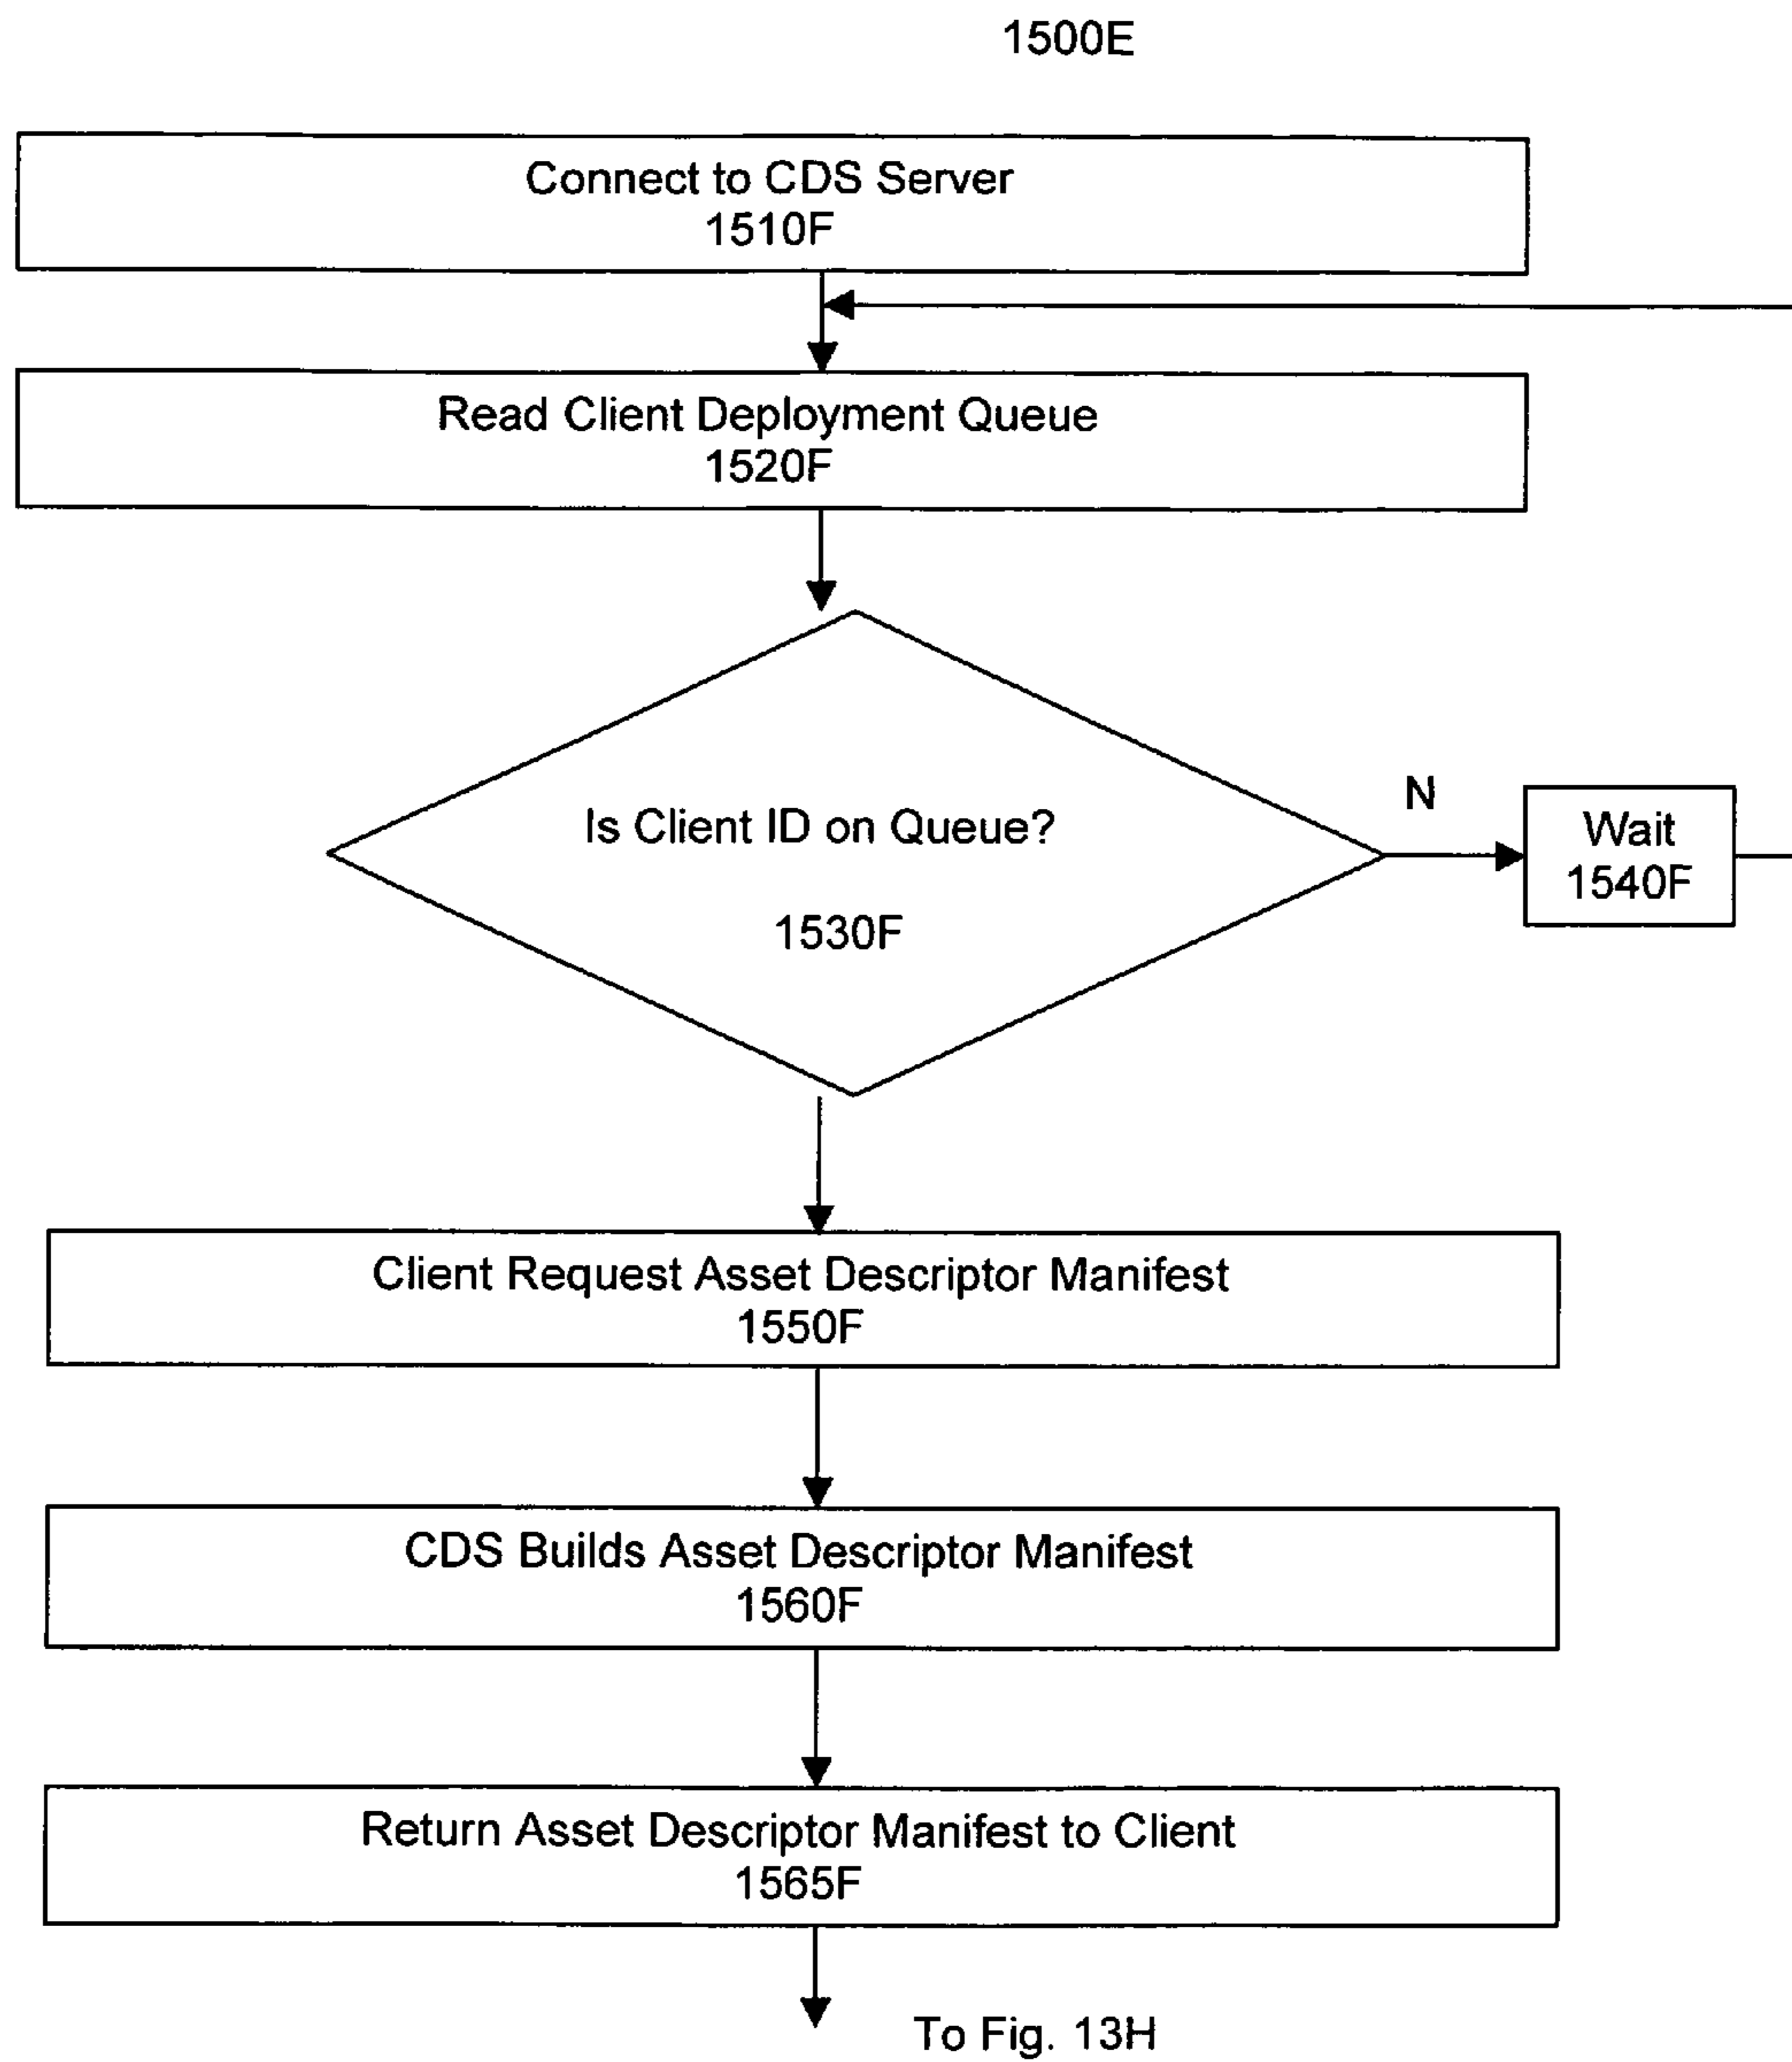 1500E
Connect to CDS Server
1510F
Read Client Deployment Queue
1520F
Is Client ID on Queue?
1530F
N
Wait
1540F
Client Request Asset Descriptor Manifest
1550F
CDS Builds Asset Descriptor Manifest
1560F
Return Asset Descriptor Manifest to Client
1565F
To Fig. 13H